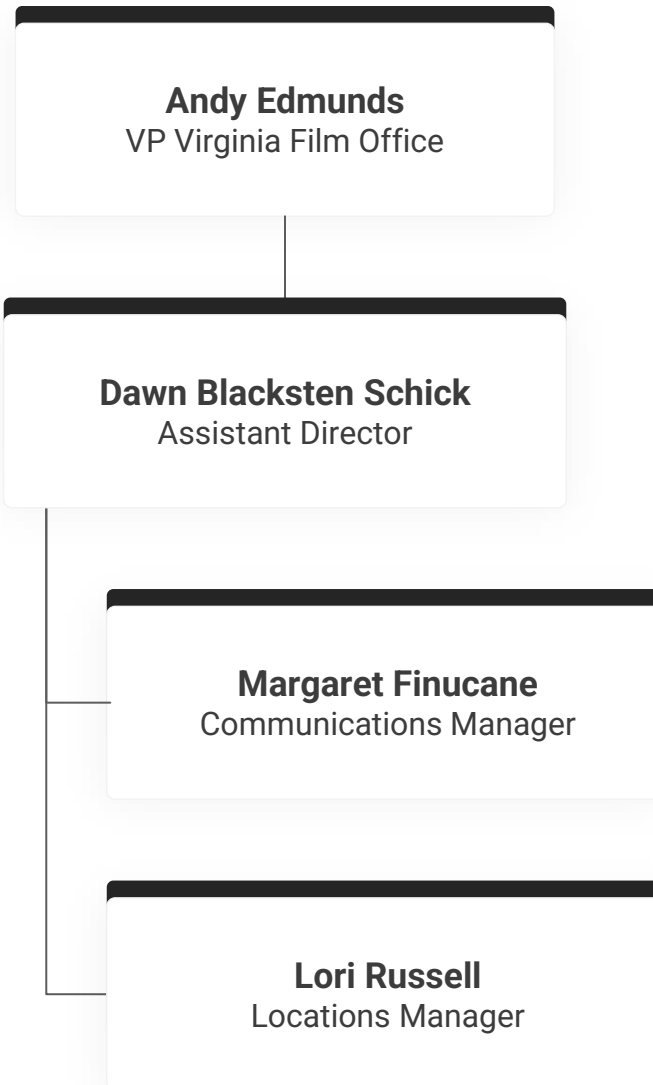 Andy Edmunds
VP Virginia Film Office
Dawn Blacksten Schick
Assistant Director
Margaret Finucane
Communications Manager
Lori Russell
Locations Manager